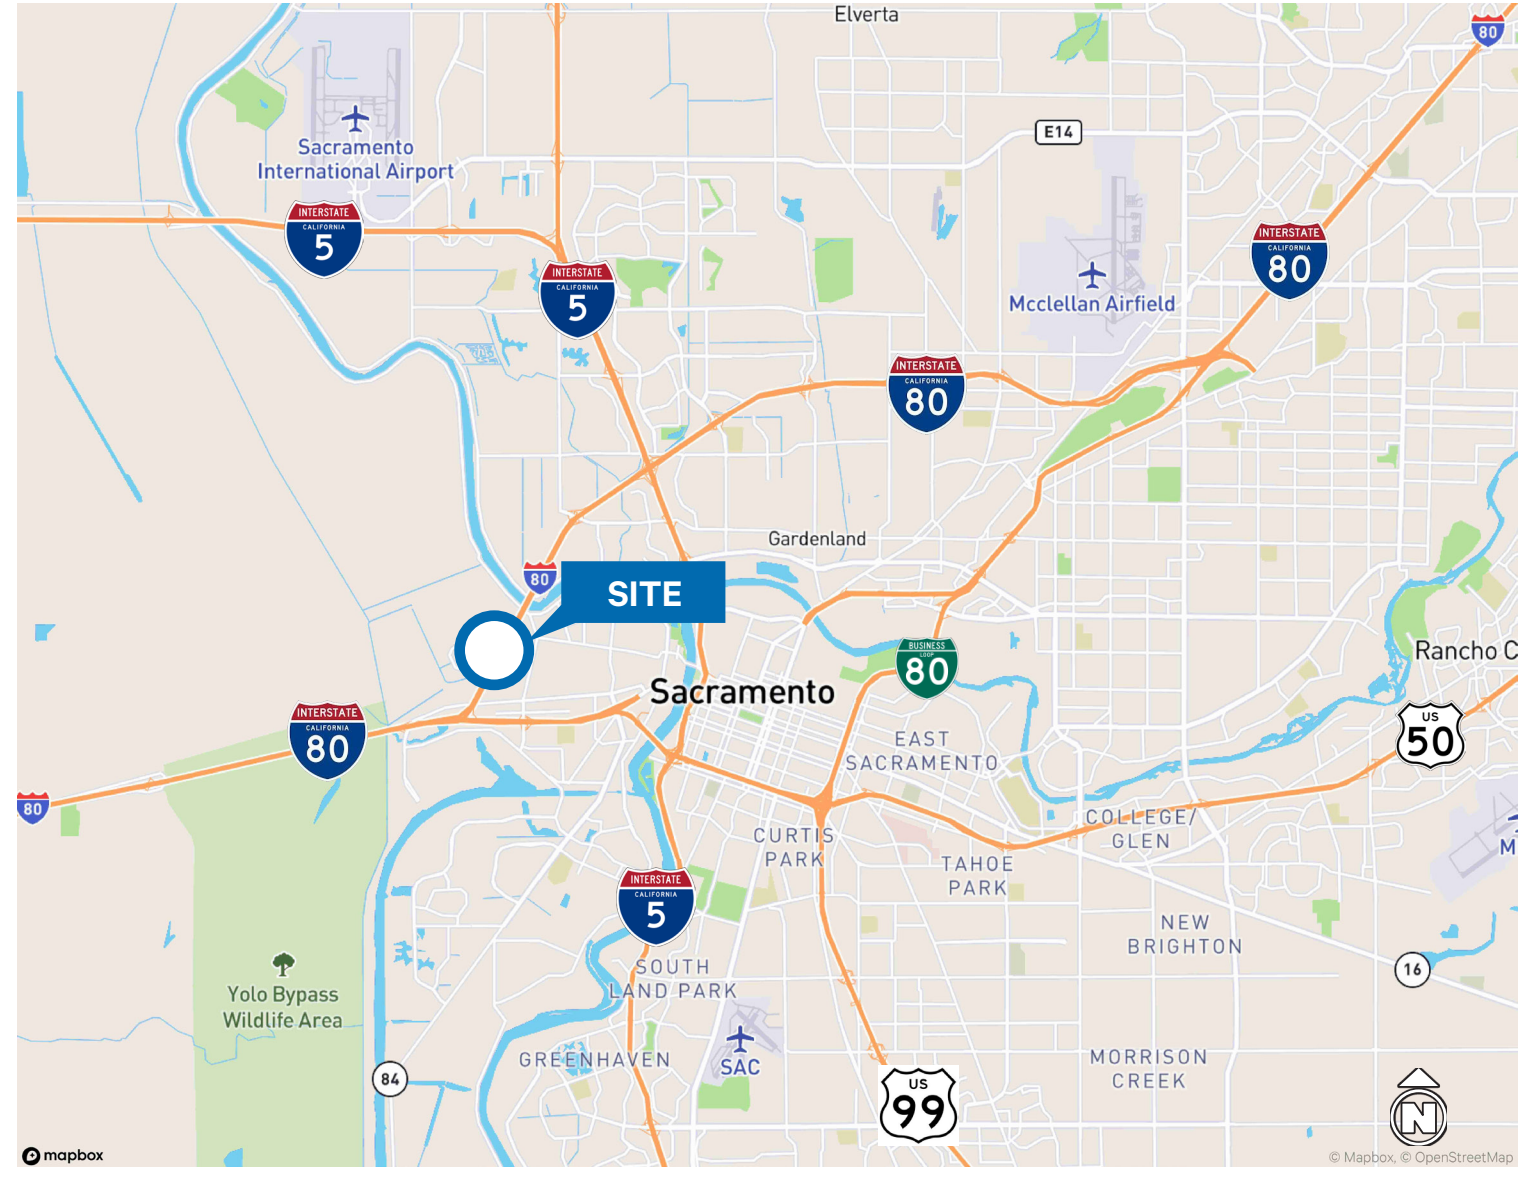 Elverta
80
E14
Sacramento
International Airport
INTERSTATE
CALIFORNIA
5
INTERSTATE
CALIFORNIA
80
INTERSTATE
CALIFORNIA
5
Mcclellan Airfield
INTERSTATE
CALIFORNIA
80
Gardenland
80
SITE
BUSINESS
LOOP
80
Rancho C
Sacramento
INTERSTATE
CALIFORNIA
80
US
50
EAST
SACRAMENTO
80
COLLEGE/
GLEN
CURTIS
PARK
TAHOE
PARK
M
INTERSTATE
CALIFORNIA
5
NEW
BRIGHTON
SOUTH
LAND PARK
16
Yolo Bypass
Wildlife Area
GREENHAVEN
SAC
MORRISON
CREEK
84
US
99
N
mapbox
© Mapbox, © OpenStreetMap